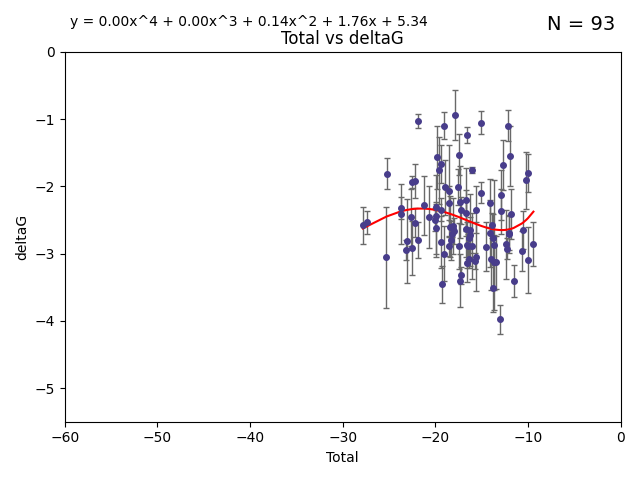 y = 0.00x^4 + 0.00x^3 + 0.14x^2 + 1.76x + 5.34
N = 93
Total vs deltaG
0
−1
−2
−3
−4
−5
deltaG
−60 −50 −40 −30 −20 −10 0
Total